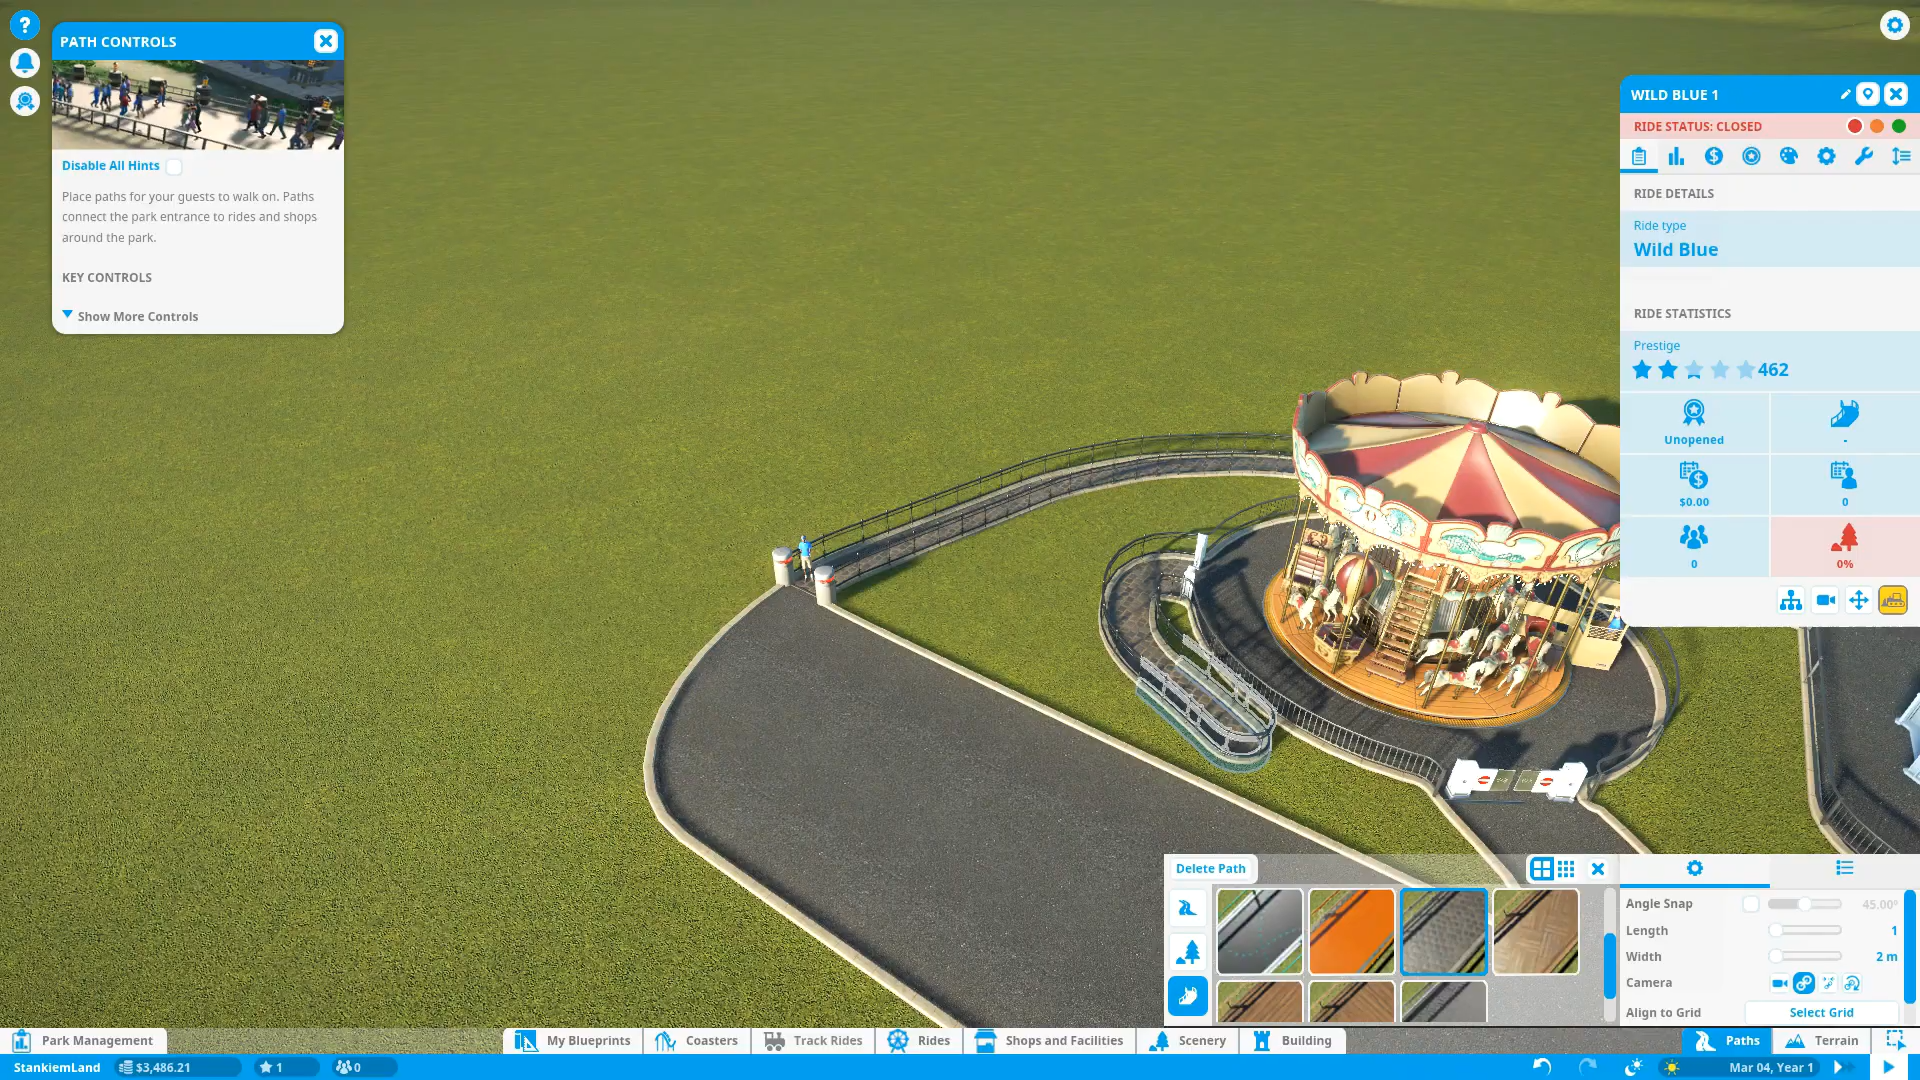 ?
PATH CONTROLS
Disable All Hints
Place paths for your guests to walk on. Paths
connect the park entrance to rides and shops
around the park.
KEY CONTROLS
Show More Controls
WILD BLUE 1
RIDE STATUS: CLOSED
RIDE DETAILS
Ride type
Wild Blue
RIDE STATISTICS
Prestige
462
Unopened
-
$0.00
0
0
0%
Delete Path
Angle Snap
45.00°
Length
1
Width
2 m
Camera
Align to Grid
Select Grid
Park Management
My Blueprints
Coasters
Track Rides
Rides
Shops and Facilities
Scenery
Building
Paths
Terrain
StankiemLand
$3,486.21
1
0
Mar 04, Year 1